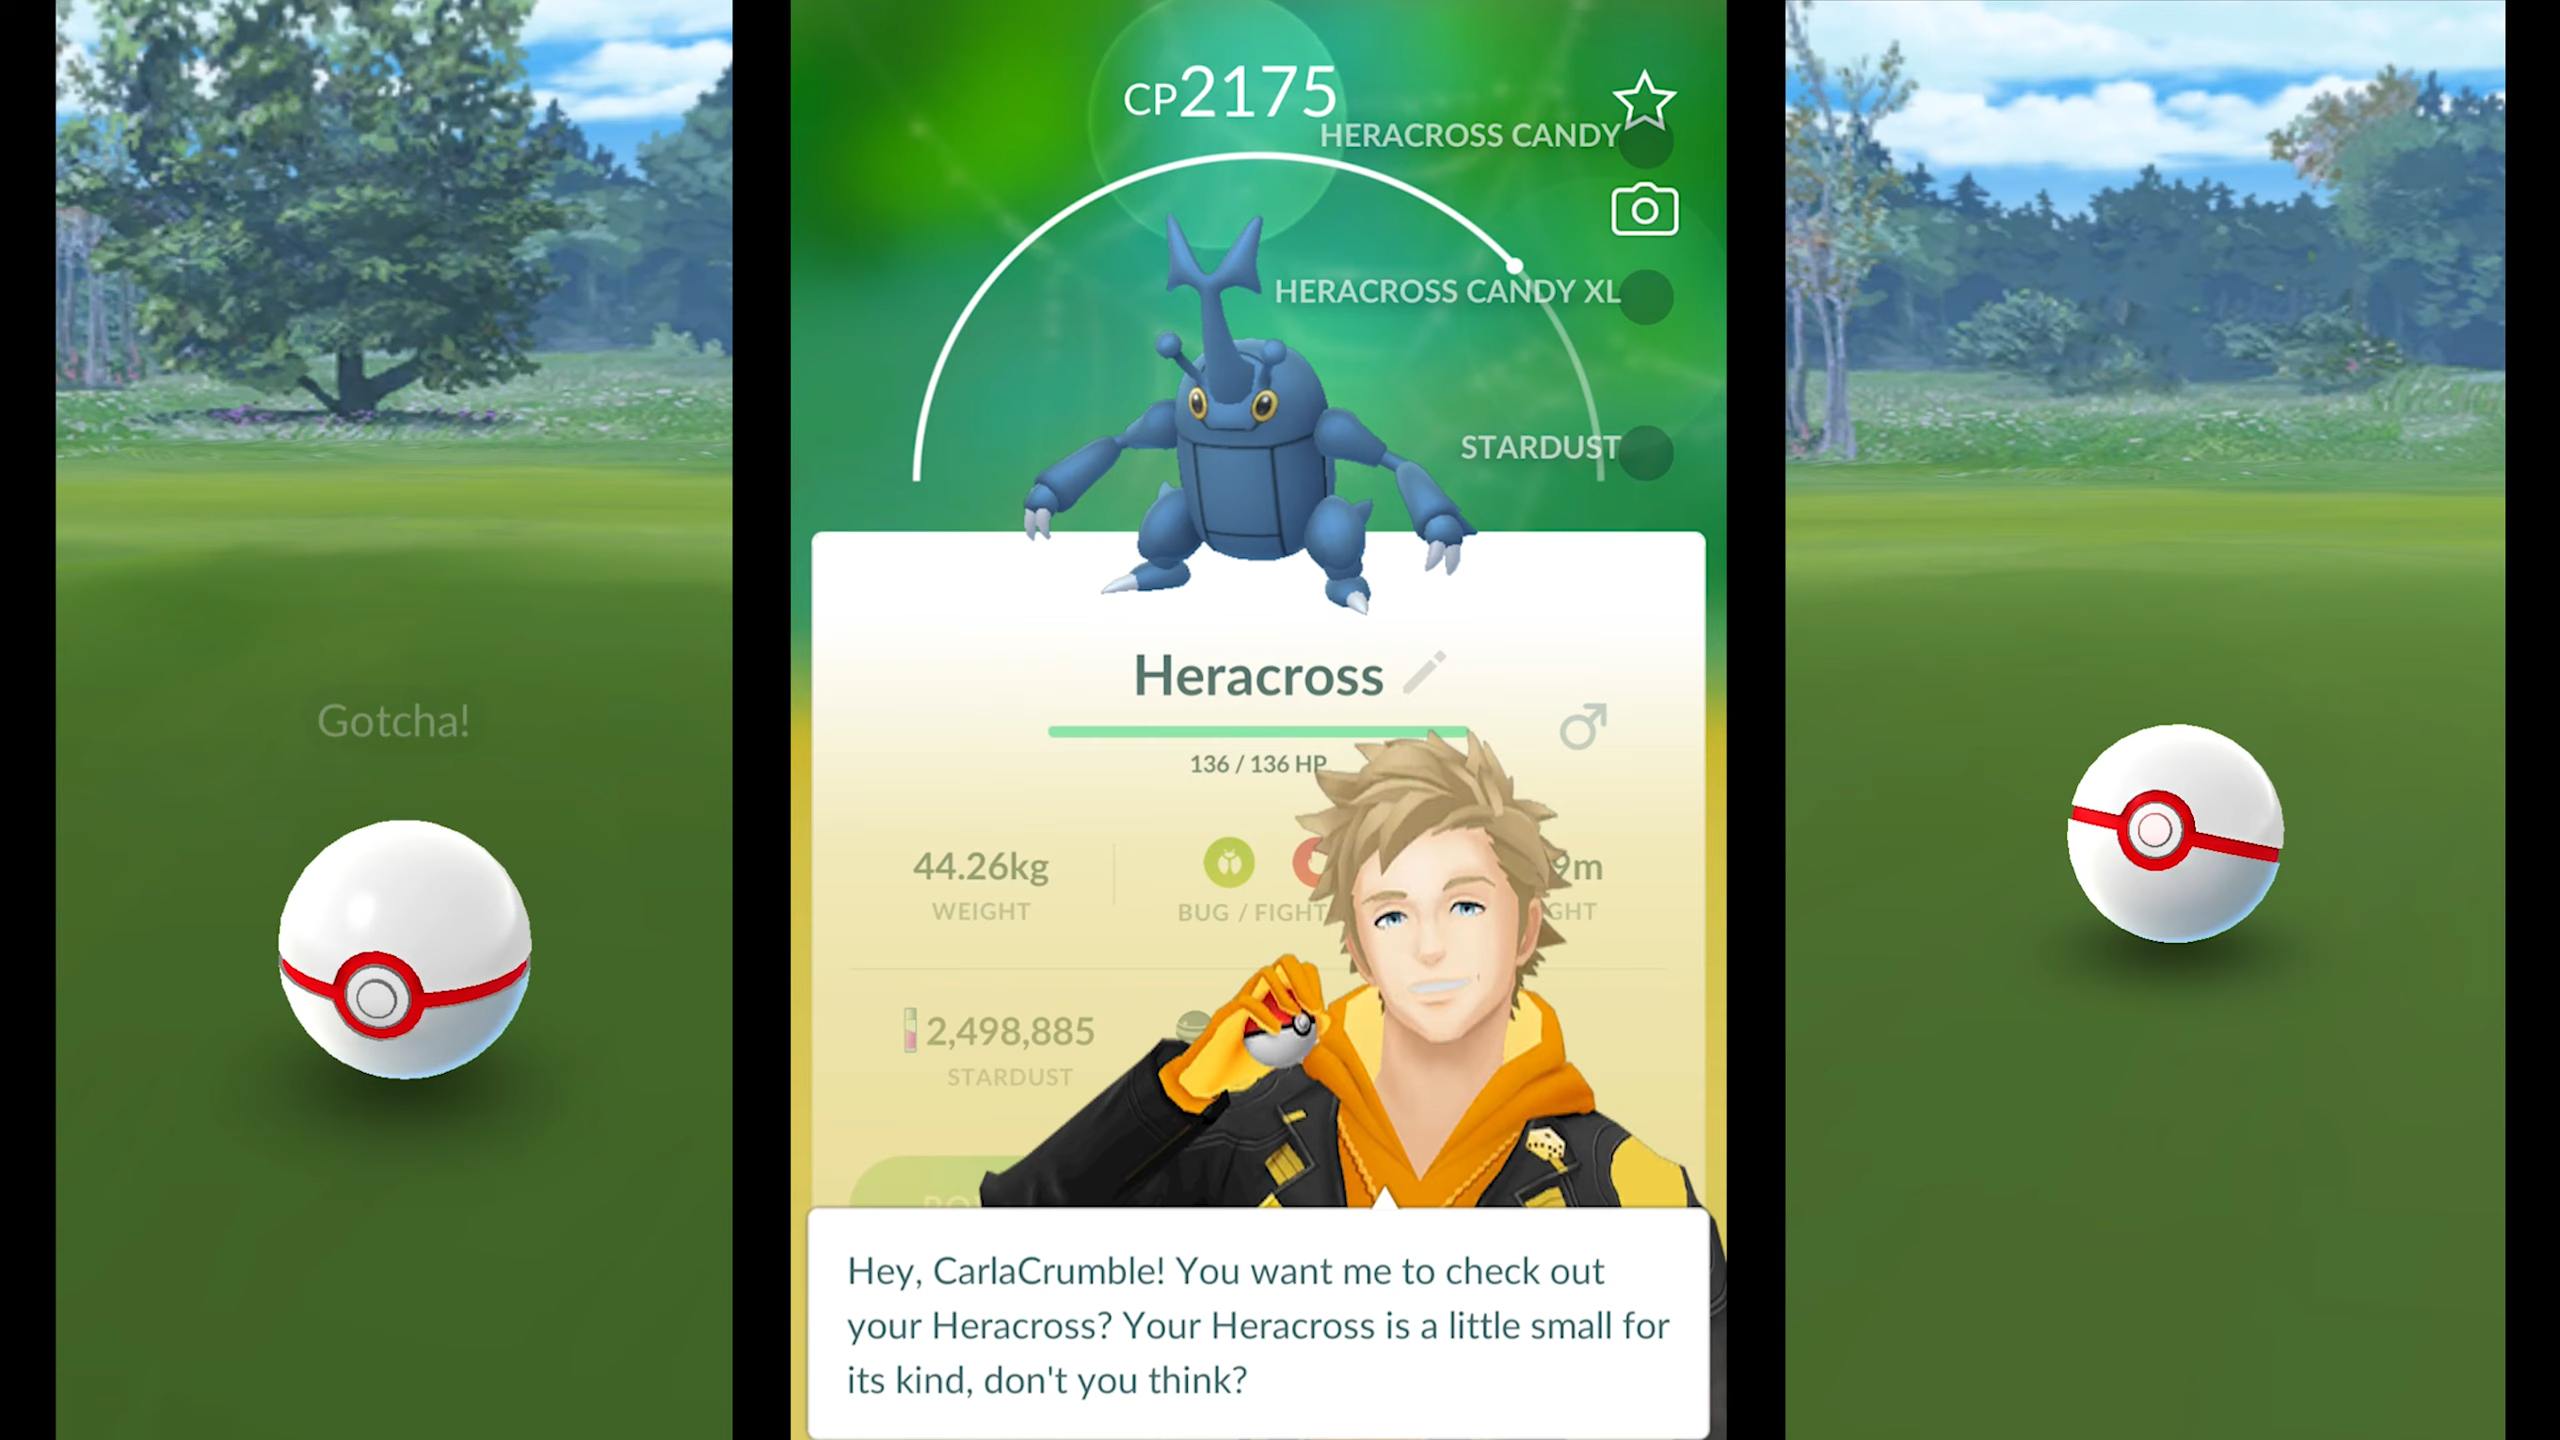 Gotcha!
CP2175
HERACROSS CANDY
HERACROSS CANDY XL
STARDUST
Heracross
136 / 136 HP
44.26kg
9m
WEIGHT
BUG / FIGHT
GHT
2,498,885
STARDUST
Hey, CarlaCrumble! You want me to check out
your Heracross? Your Heracross is a little small for
its kind, don't you think?